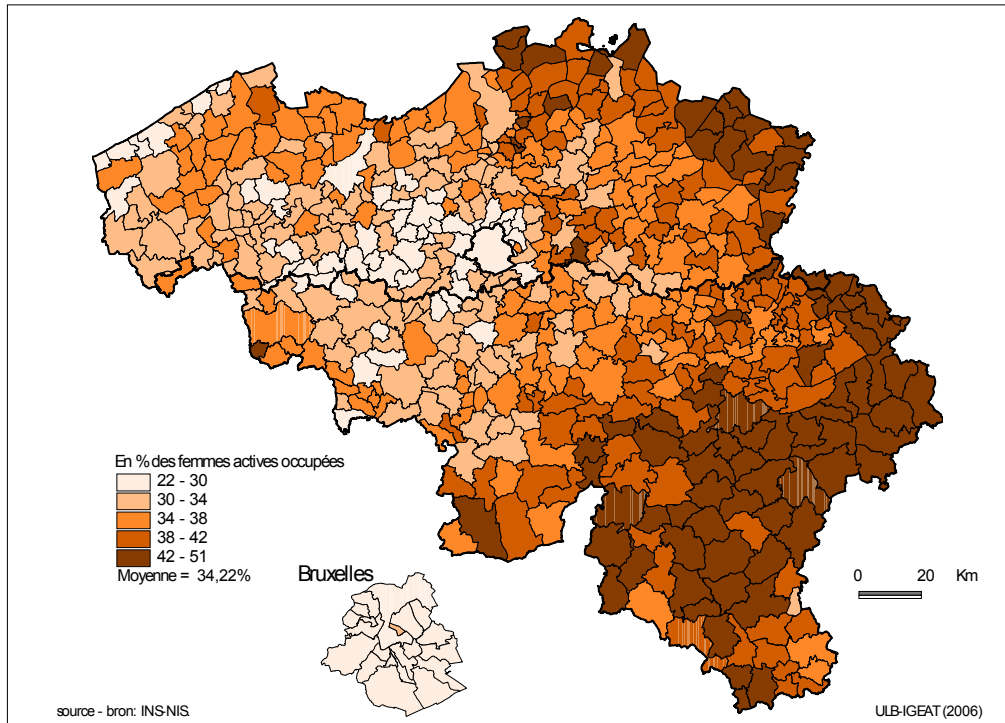 En % des femmes actives occupées
22 - 30
30 - 34
34 - 38
38 - 42
42 - 51
Moyenne = 34,22%
Bruxelles
0 20 Km
source - bron: INS-NIS.
ULB-IGEAT (2006)